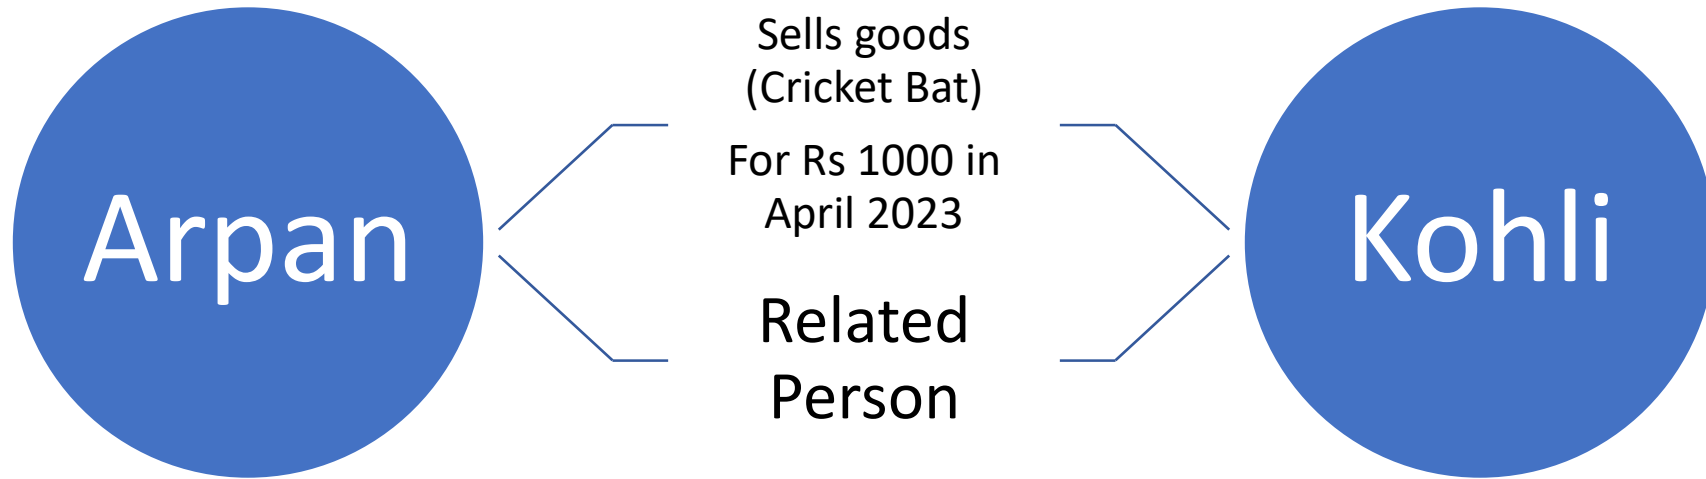 Arpan
Sells goods
(Cricket Bat)
For Rs 1000 in
April 2023
Related
Person
Kohli